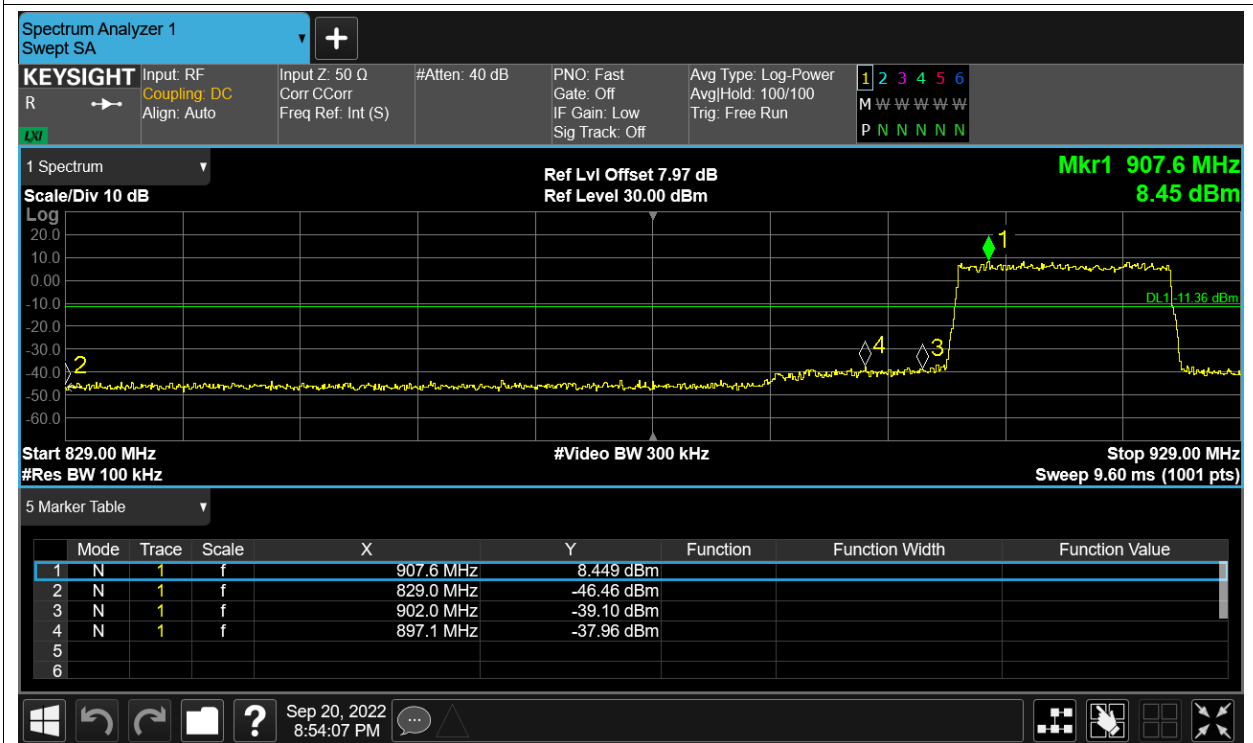 Spectrum Analyzer 1
Swept SA
KEYSIGHT
R
LXI
Input: RF
Coupling: DC
Align: Auto
Input Z: 50 Ω
Corr CCorr
Freq Ref: Int (S)
#Atten: 40 dB
PNO: Fast
Gate: Off
IF Gain: Low
Sig Track: Off
Avg Type: Log-Power
Avg|Hold: 100/100
Trig: Free Run
1 2 3 4 5 6
M W W W W W
P N N N N N
1 Spectrum
Scale/Div 10 dB
Ref Lvl Offset 7.97 dB
Ref Level 30.00 dBm
Mkr1 907.6 MHz
8.45 dBm
Log
20.0
10.0
0.00
-10.0
-20.0
-30.0
-40.0
-50.0
-60.0
1
DL1 -11.36 dBm
4
3
2
Start 829.00 MHz
#Video BW 300 kHz
Stop 929.00 MHz
#Res BW 100 kHz
Sweep 9.60 ms (1001 pts)
5 Marker Table
Mode Trace Scale X Y Function Function Width Function Value
1 N 1 f 907.6 MHz 8.449 dBm
2 N 1 f 829.0 MHz -46.46 dBm
3 N 1 f 902.0 MHz -39.10 dBm
4 N 1 f 897.1 MHz -37.96 dBm
5
6
?
Sep 20, 2022
8:54:07 PM